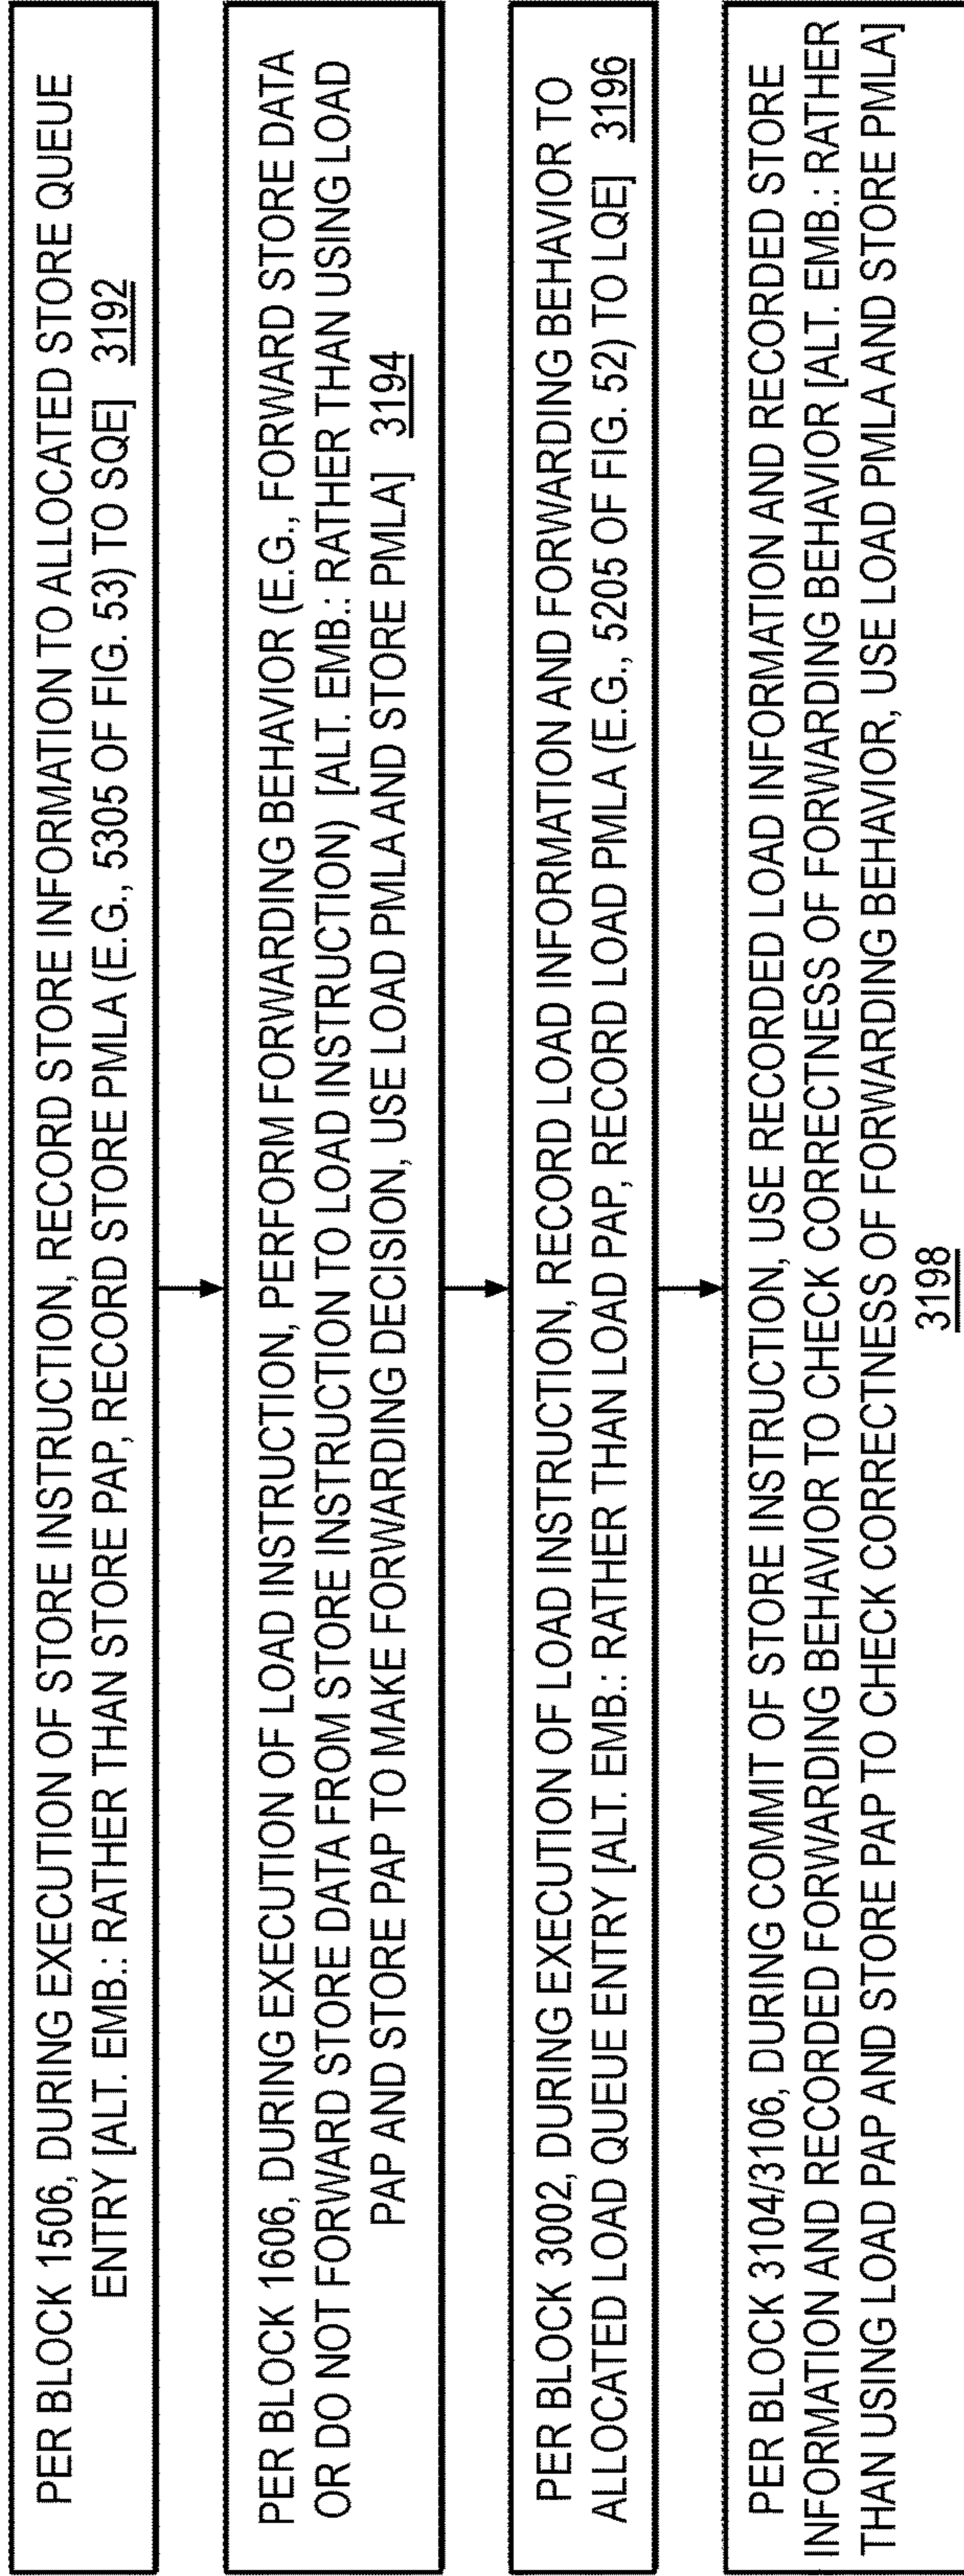 PER BLOCK 1506, DURING EXECUTION OF STORE INSTRUCTION, RECORD STORE INFORMATION TO ALLOCATED STORE QUEUE
ENTRY [ALT. EMB.: RATHER THAN STORE PAP, RECORD STORE PMLA (E.G., 5305 OF FIG. 53) TO SQE] 3192
PER BLOCK 1606, DURING EXECUTION OF LOAD INSTRUCTION, PERFORM FORWARDING BEHAVIOR (E.G., FORWARD STORE DATA
OR DO NOT FORWARD STORE DATA FROM STORE INSTRUCTION TO LOAD INSTRUCTION) [ALT. EMB.: RATHER THAN USING LOAD
PAP AND STORE PAP TO MAKE FORWARDING DECISION, USE LOAD PMLA AND STORE PMLA] 3194
PER BLOCK 3002, DURING EXECUTION OF LOAD INSTRUCTION, RECORD LOAD INFORMATION AND FORWARDING BEHAVIOR TO
ALLOCATED LOAD QUEUE ENTRY [ALT. EMB.: RATHER THAN LOAD PAP, RECORD LOAD PMLA (E.G., 5205 OF FIG. 52) TO LQE] 3196
PER BLOCK 3104/3106, DURING COMMIT OF STORE INSTRUCTION, USE RECORDED LOAD INFORMATION AND RECORDED STORE
INFORMATION AND RECORDED FORWARDING BEHAVIOR TO CHECK CORRECTNESS OF FORWARDING BEHAVIOR [ALT. EMB.: RATHER
THAN USING LOAD PAP AND STORE PAP TO CHECK CORRECTNESS OF FORWARDING BEHAVIOR, USE LOAD PMLA AND STORE PMLA]
3198